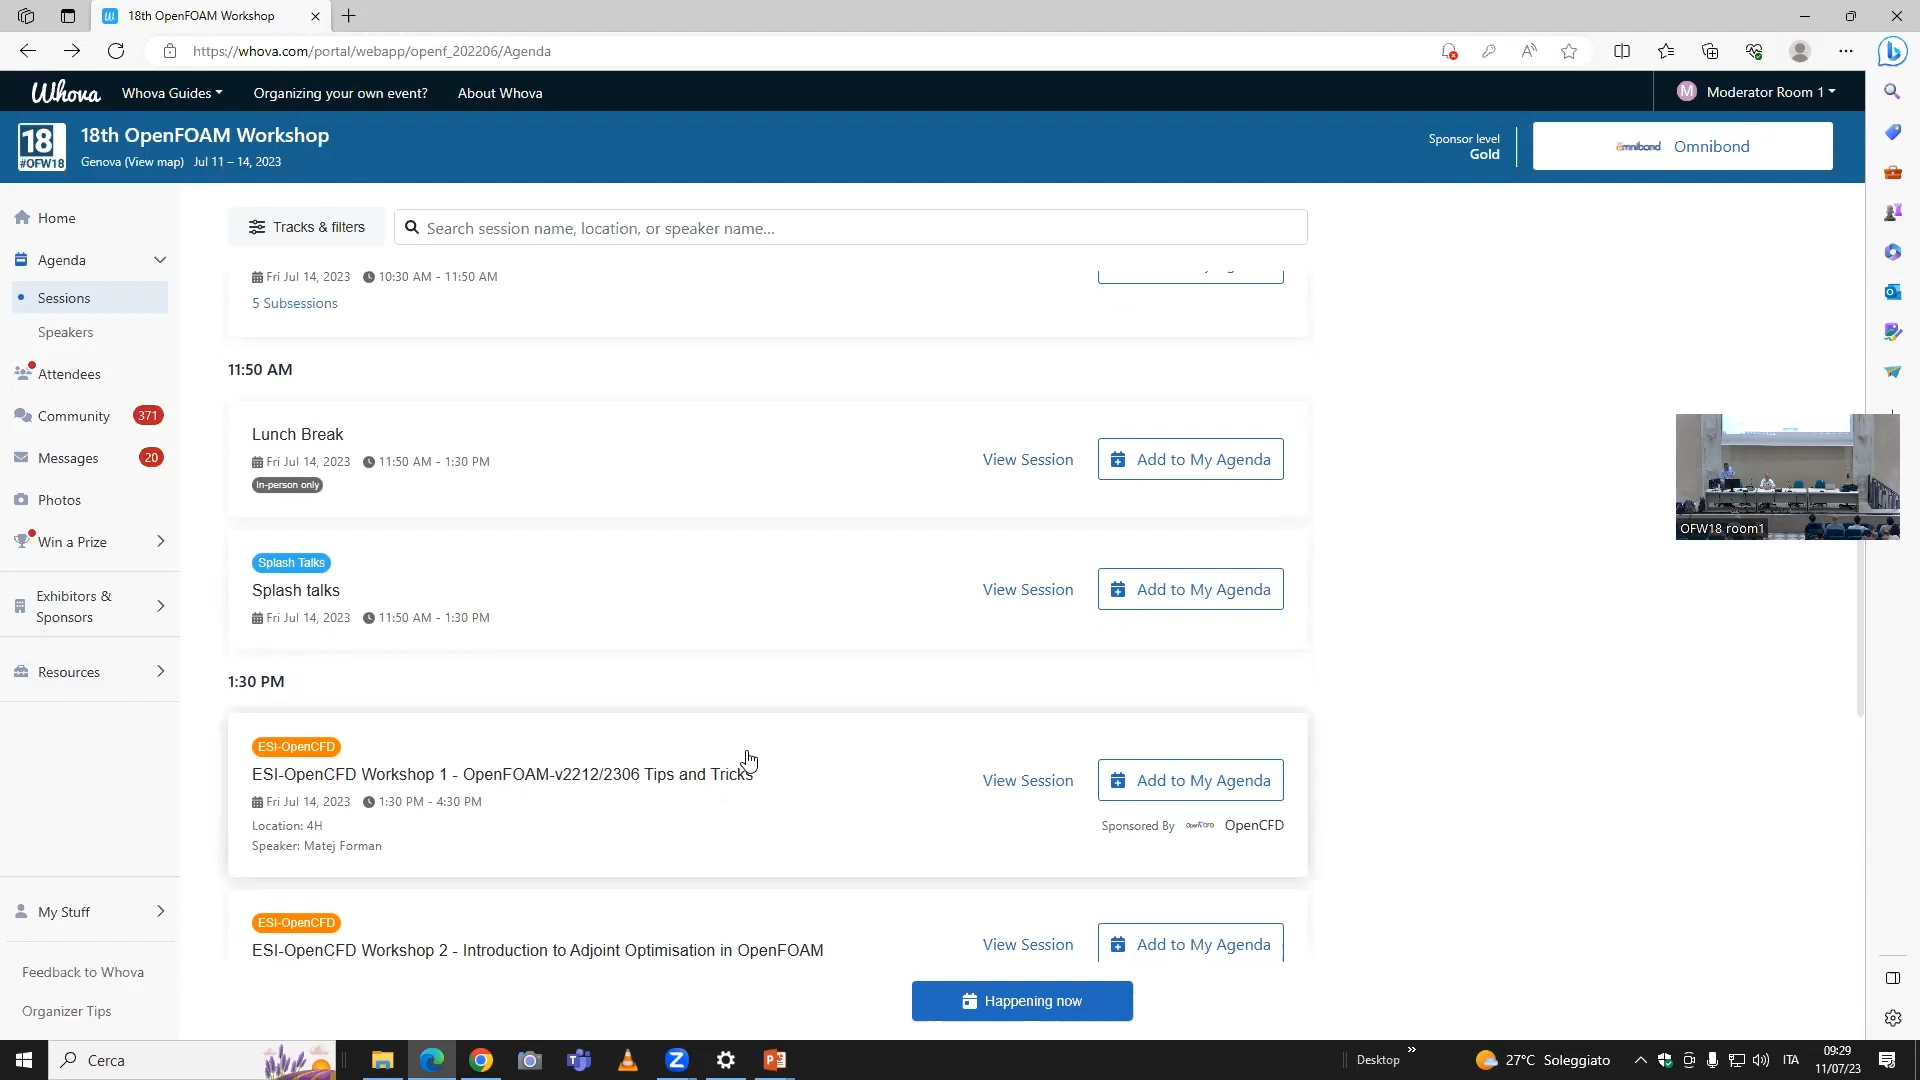 18th OpenFOAM Workshop
https://whova.com/portal/webapp/openf_202206/Agenda
Whova
Whova Guides
Organizing your own event?
About Whova
M
Moderator Room 1
18
#OFW18
18th OpenFOAM Workshop
Genova (View map) Jul 11 – 14, 2023
Sponsor level
Gold
Omnibond
Omnibond
Home
Agenda
Sessions
Speakers
Attendees
Community 371
Messages 20
Photos
Win a Prize
Exhibitors &
Sponsors
Resources
My Stuff
Feedback to Whova
Organizer Tips
Tracks & filters
Search session name, location, or speaker name...
Fri Jul 14, 2023 10:30 AM - 11:50 AM
5 Subsessions
11:50 AM
Lunch Break
Fri Jul 14, 2023 11:50 AM - 1:30 PM
In-person only
View Session
Add to My Agenda
Splash Talks
Splash talks
Fri Jul 14, 2023 11:50 AM - 1:30 PM
View Session
Add to My Agenda
1:30 PM
ESI-OpenCFD
ESI-OpenCFD Workshop 1 - OpenFOAM-v2212/2306 Tips and Tricks
Fri Jul 14, 2023 1:30 PM - 4:30 PM
Location: 4H
Speaker: Matej Forman
View Session
Add to My Agenda
Sponsored By OpenCFD
ESI-OpenCFD
ESI-OpenCFD Workshop 2 - Introduction to Adjoint Optimisation in OpenFOAM
View Session
Add to My Agenda
Happening now
OFW18 room1
Cerca
Desktop
27°C Soleggiato
ITA
09:29
11/07/23